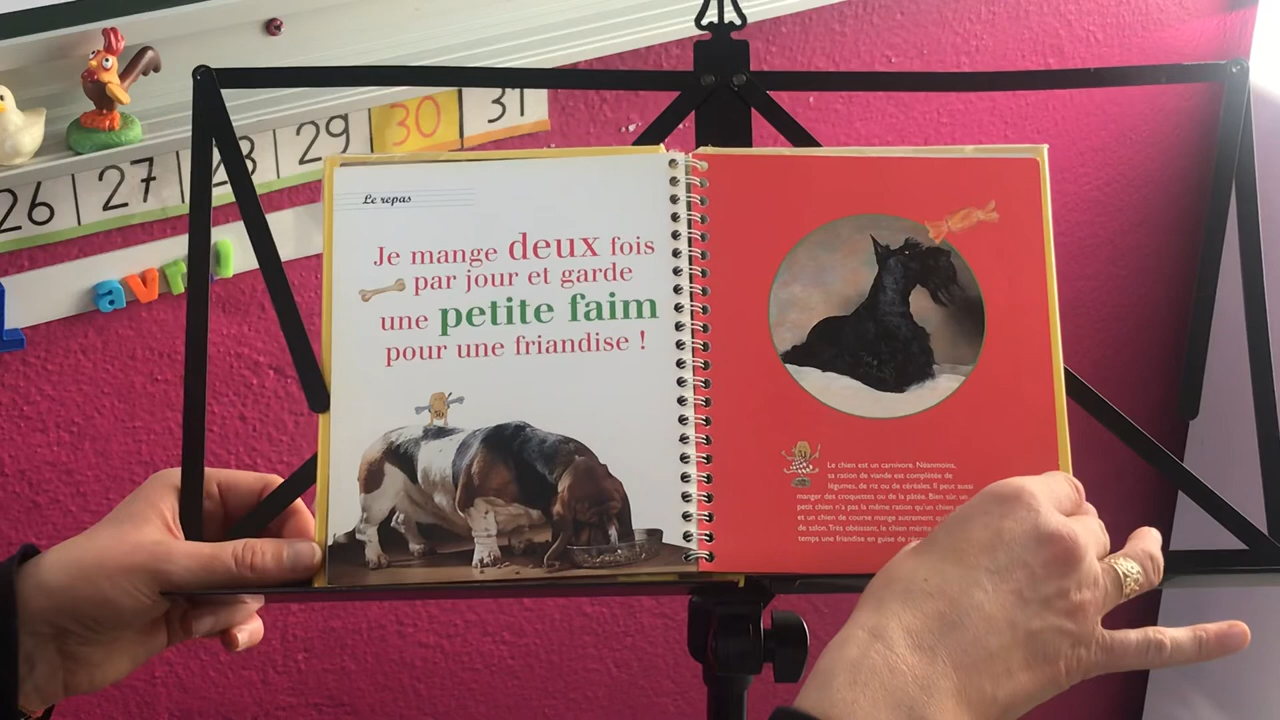 26 27 28 29 30 31
avril
Le repas
Je mange deux fois
par jour et garde
une petite faim
pour une friandise !
50
51
Le chien est un carnivore. Néanmoins,
sa ration de viande est complétée de
légumes, de riz ou de céréales. Il peut aussi
manger des croquettes ou de la pâtée. Bien sûr, un
petit chien n'a pas la même ration qu'un chien
et un chien de course mange autrement
de salon. Très obéissant, le chien mérite
temps une friandise en guise de